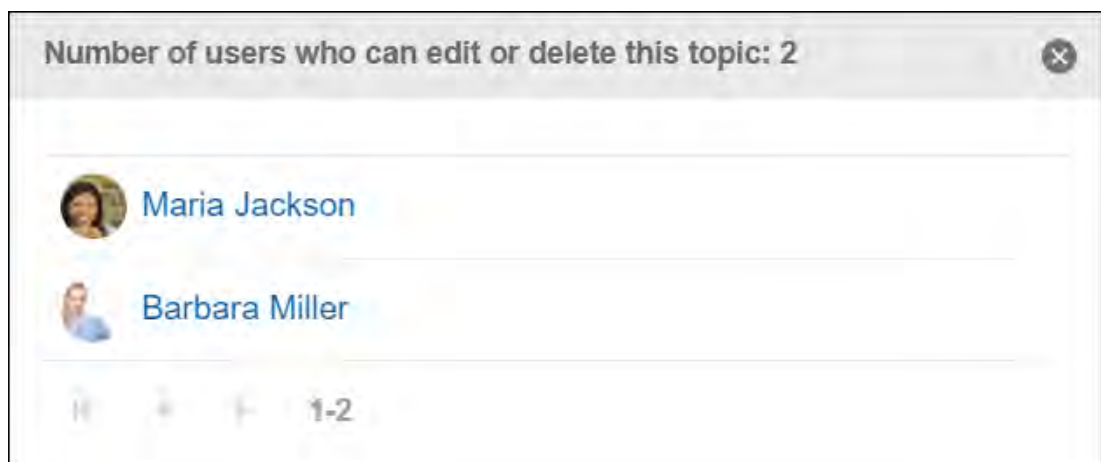 Number of users who can edit or delete this topic: 2
Maria Jackson
Barbara Miller
1-2